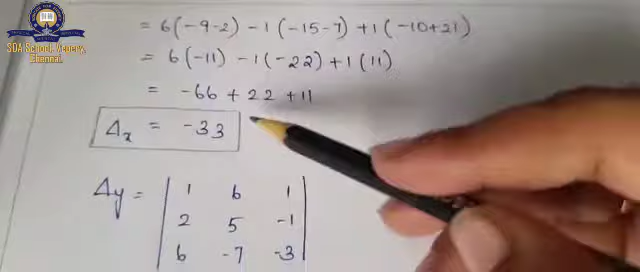 = 6(-9-2) -1(-15-7) +1(-10+21)
= 6(-11) -1(-22) +1(11)
= -66 + 22 + 11
Δx = -33
Δy = | 1 6 1 |
| 2 5 -1 |
| 6 -7 -3 |
SDA School, Vepery,
Chennai.